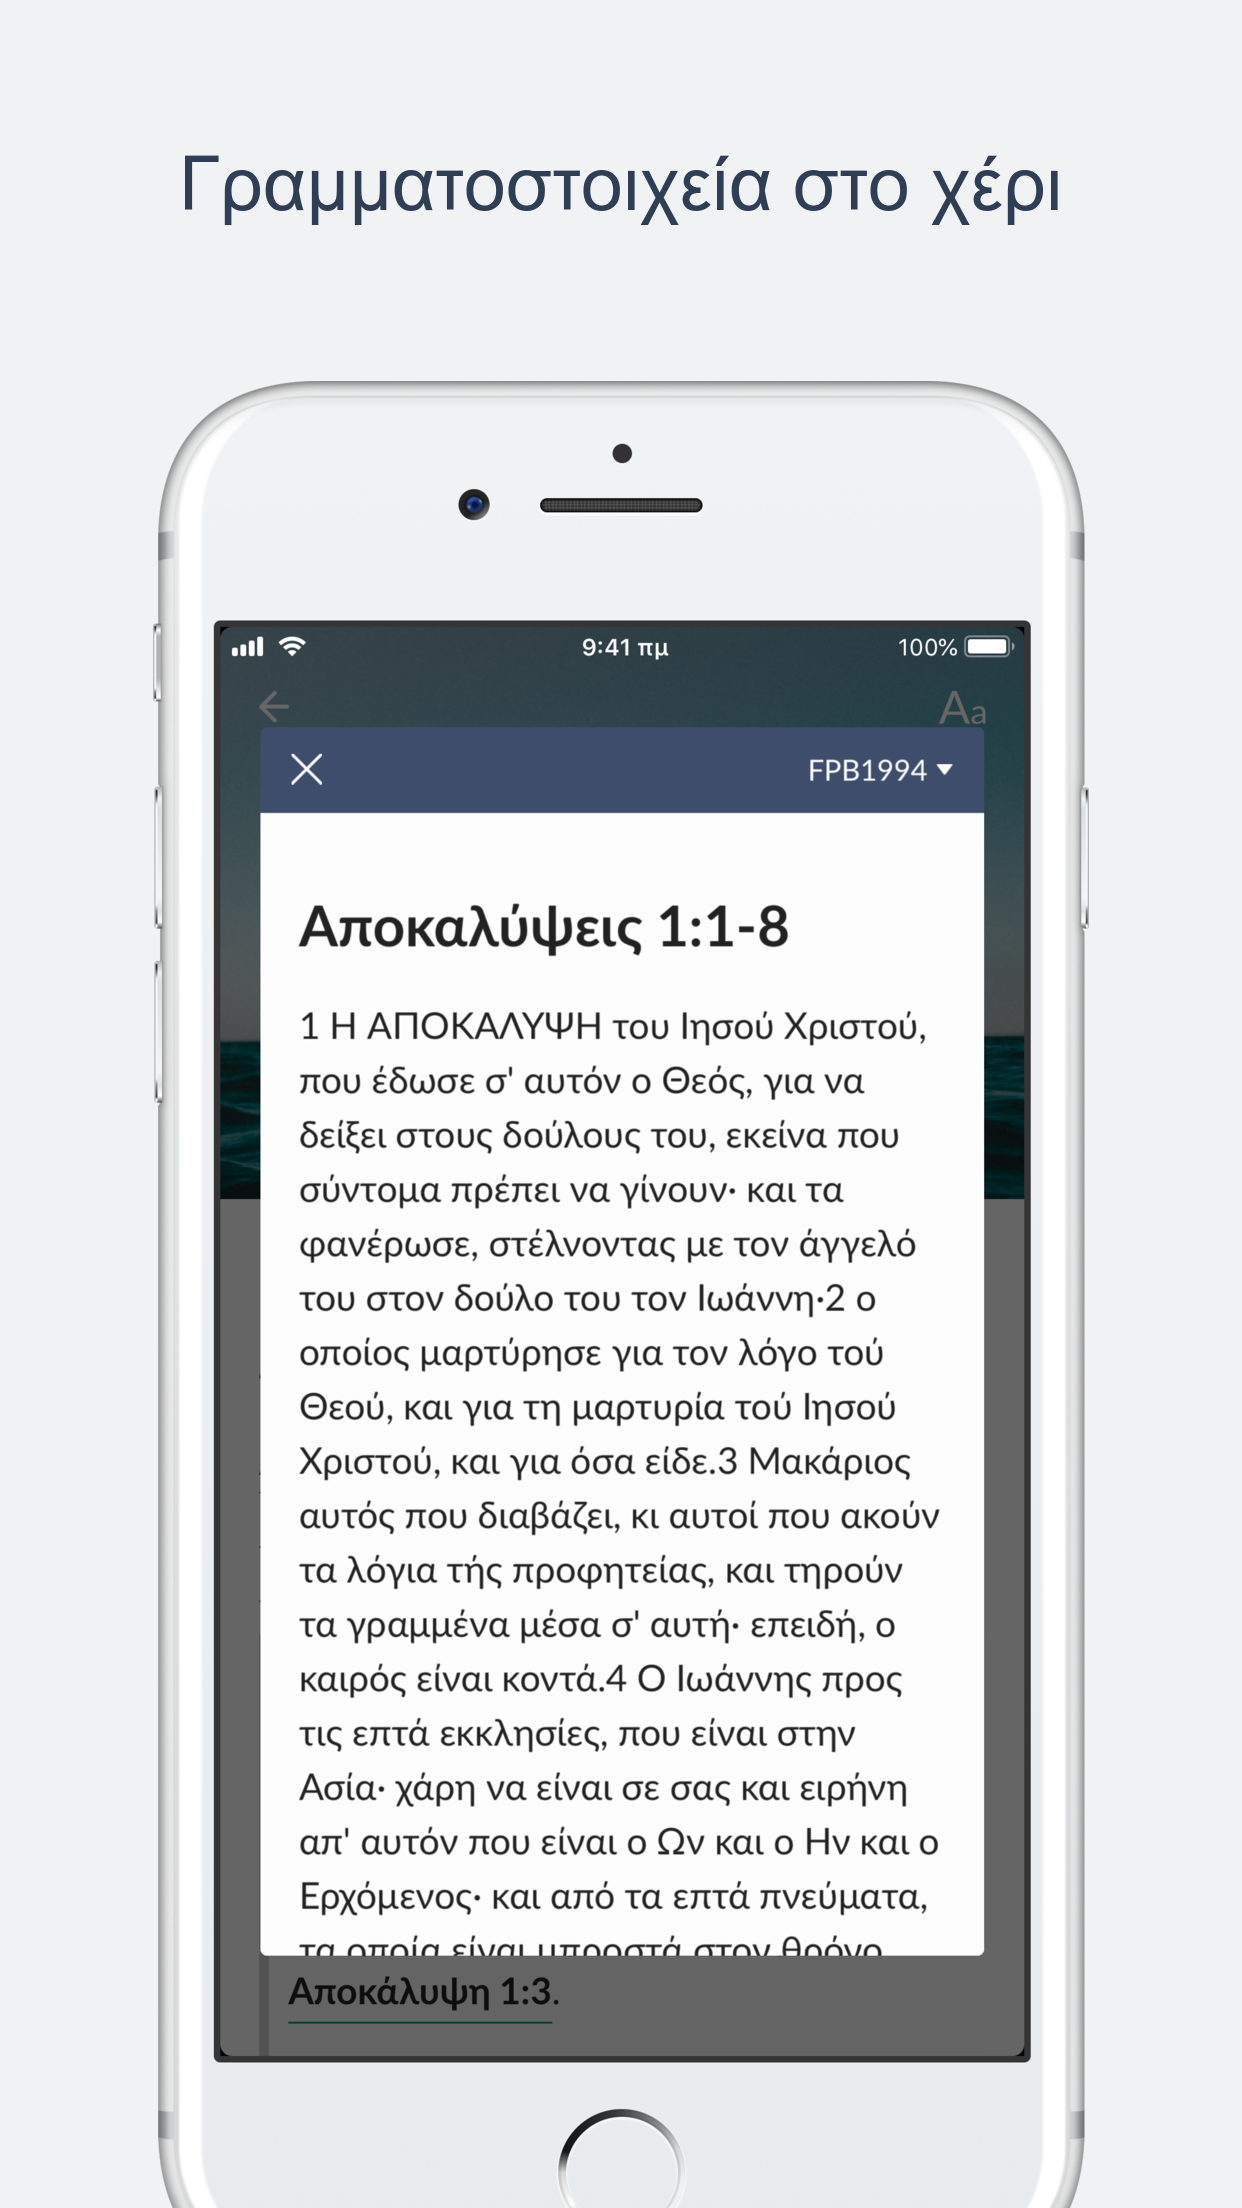 Γραμματοστοιχεία στο χέρι
9:41 πμ
100%
Aa
FPB1994
Αποκαλύψεις 1:1-8
1 Η ΑΠΟΚΑΛΥΨΗ του Ιησού Χριστού,
που έδωσε σ' αυτόν ο Θεός, για να
δείξει στους δούλους του, εκείνα που
σύντομα πρέπει να γίνουν· και τα
φανέρωσε, στέλνοντας με τον άγγελό
του στον δούλο του τον Ιωάννη·2 ο
οποίος μαρτύρησε για τον λόγο τού
Θεού, και για τη μαρτυρία τού Ιησού
Χριστού, και για όσα είδε.3 Μακάριος
αυτός που διαβάζει, κι αυτοί που ακούν
τα λόγια τής προφητείας, και τηρούν
τα γραμμένα μέσα σ' αυτή· επειδή, ο
καιρός είναι κοντά.4 Ο Ιωάννης προς
τις επτά εκκλησίες, που είναι στην
Ασία· χάρη να είναι σε σας και ειρήνη
απ' αυτόν που είναι ο Ων και ο Ην και ο
Ερχόμενος· και από τα επτά πνεύματα,
τα οποία είναι μπροστά στον θρόνο
Αποκάλυψη 1:3.